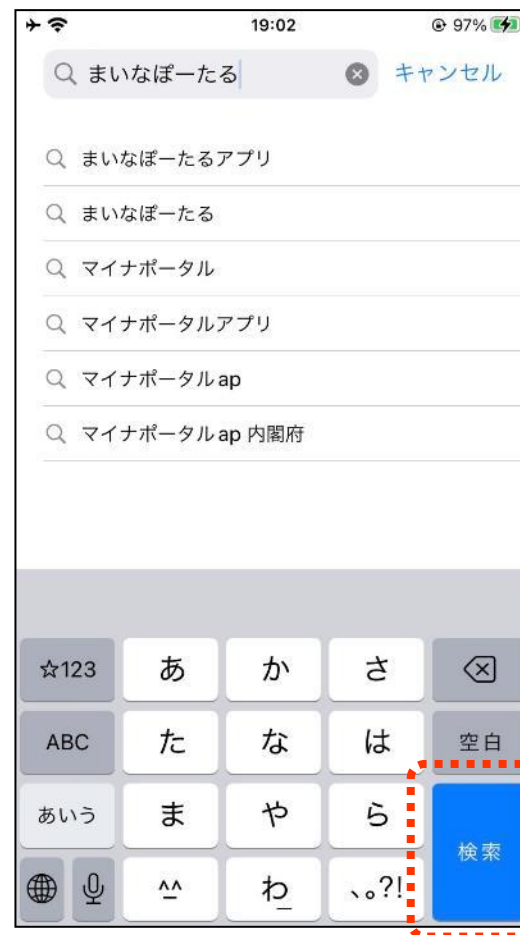 19:02 97%
まいなぽーたる キャンセル
まいなぽーたるアプリ
まいなぽーたる
マイナポータル
マイナポータルアプリ
マイナポータルap
マイナポータルap 内閣府
☆123 あ か さ
ABC た な は 空白
あいう ま や ら 検索
^_^ わ_ 、。?!